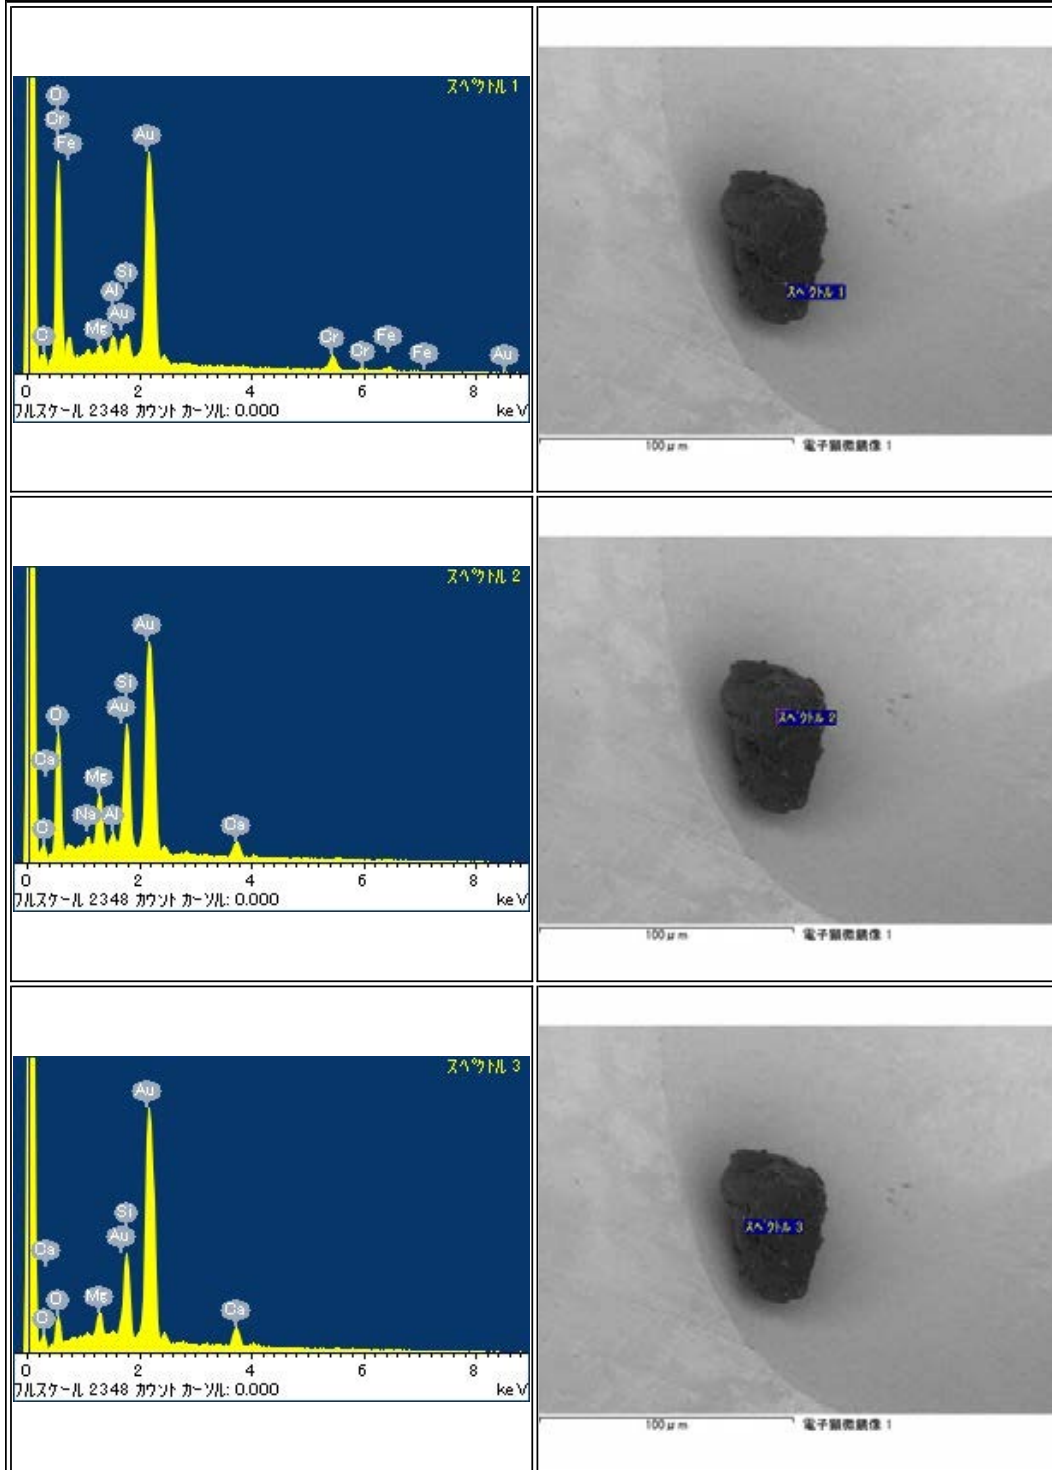 スペクトル 1
O
Cr
Fe
Au
Si
Al
Au
C
Mg
Cr
Cr
Fe
Fe
Au
0 2 4 6 8
フルスケール 2348 カウント カーソル: 0.000 keV
スペクトル 1
100μm 電子顕微鏡像 1
スペクトル 2
Au
Si
O
Au
Ca
Mg
Na
Al
C
Ca
0 2 4 6 8
フルスケール 2348 カウント カーソル: 0.000 keV
スペクトル 2
100μm 電子顕微鏡像 1
スペクトル 3
Au
Si
Au
Ca
O
Mg
C
Ca
0 2 4 6 8
フルスケール 2348 カウント カーソル: 0.000 keV
スペクトル 3
100μm 電子顕微鏡像 1